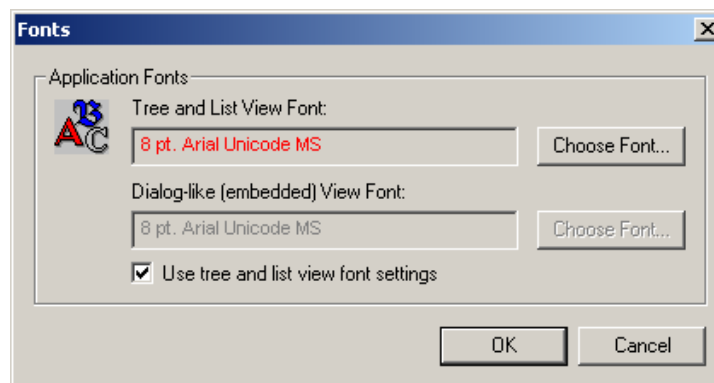 Fonts
Application Fonts
Tree and List View Font:
8 pt. Arial Unicode MS
Choose Font...
Dialog-like (embedded) View Font:
8 pt. Arial Unicode MS
Choose Font...
Use tree and list view font settings
OK
Cancel